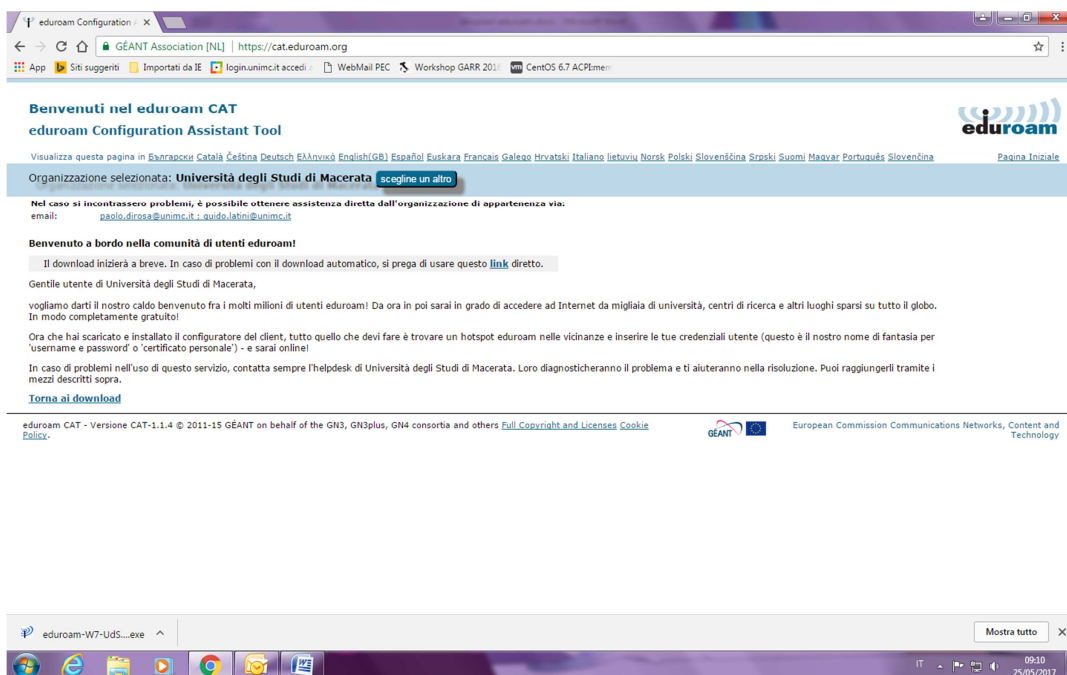 eduroam Configuration A
GÉANT Association [NL] | https://cat.eduroam.org
App Siti suggeriti Importati da IE login.unimc.it accedi a WebMail PEC Workshop GARR 2016 CentOS 6.7 ACPI:mem
Benvenuti nel eduroam CAT
eduroam Configuration Assistant Tool
eduroam
Visualizza questa pagina in Български Català Čeština Deutsch Ελληνικά English(GB) Español Euskara Français Galego Hrvatski Italiano lietuvių Norsk Polski Slovenščina Srpski Suomi Magyar Português Slovenčina Pagina Iniziale
Organizzazione selezionata: Università degli Studi di Macerata scegline un altro
Nel caso si incontrassero problemi, è possibile ottenere assistenza diretta dall'organizzazione di appartenenza via:
email: paolo.dirosa@unimc.it ; guido.latini@unimc.it
Benvenuto a bordo nella comunità di utenti eduroam!
Il download inizierà a breve. In caso di problemi con il download automatico, si prega di usare questo link diretto.
Gentile utente di Università degli Studi di Macerata,
vogliamo darti il nostro caldo benvenuto fra i molti milioni di utenti eduroam! Da ora in poi sarai in grado di accedere ad Internet da migliaia di università, centri di ricerca e altri luoghi sparsi su tutto il globo.
In modo completamente gratuito!
Ora che hai scaricato e installato il configuratore del client, tutto quello che devi fare è trovare un hotspot eduroam nelle vicinanze e inserire le tue credenziali utente (questo è il nostro nome di fantasia per
'username e password' o 'certificato personale') - e sarai online!
In caso di problemi nell'uso di questo servizio, contatta sempre l'helpdesk di Università degli Studi di Macerata. Loro diagnosticheranno il problema e ti aiuteranno nella risoluzione. Puoi raggiungerli tramite i
mezzi descritti sopra.
Torna ai download
eduroam CAT - Versione CAT-1.1.4 © 2011-15 GÉANT on behalf of the GN3, GN3plus, GN4 consortia and others Full Copyright and Licenses Cookie
Policy.
GÉANT
European Commission Communications Networks, Content and
Technology
eduroam-W7-UdS....exe
Mostra tutto
IT
09:10
25/05/2017